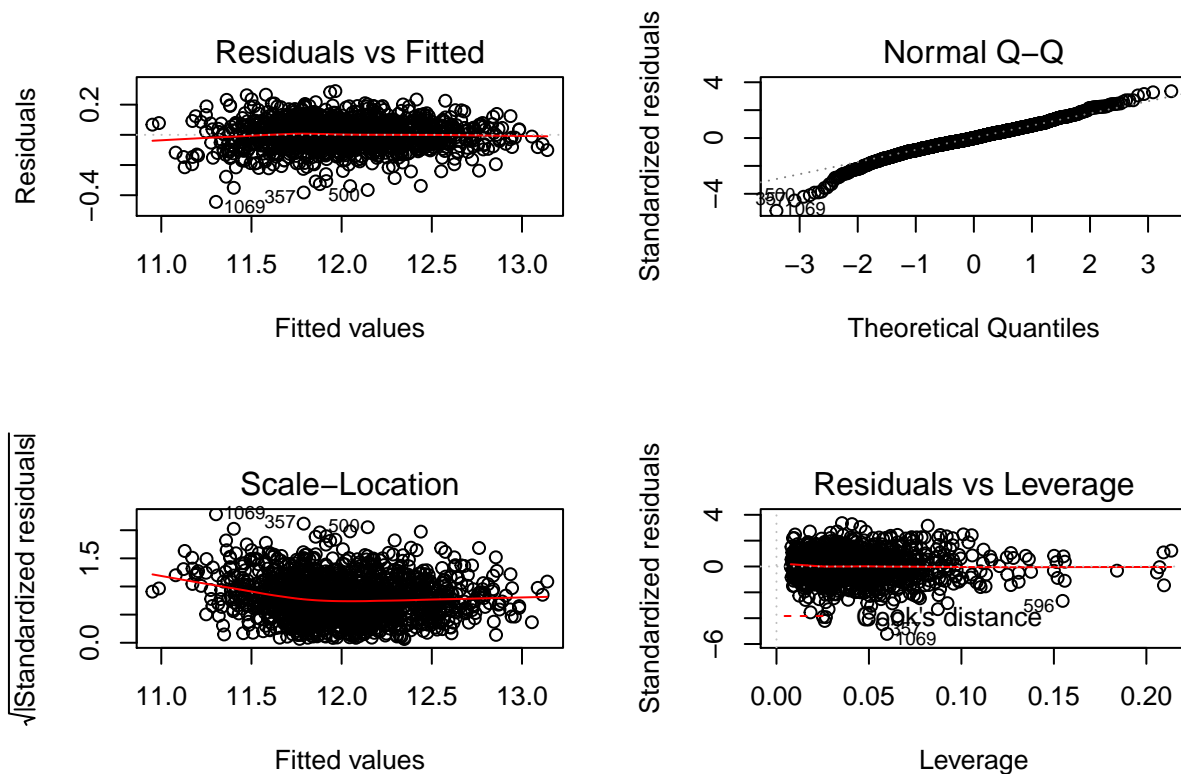 Residuals vs Fitted
Residuals
0.2
−0.4
1069
357
500
11.0 11.5 12.0 12.5 13.0
Fitted values
Normal Q−Q
Standardized residuals
4
0
−4
500
357
1069
−3 −2 −1 0 1 2 3
Theoretical Quantiles
Scale−Location
√|Standardized residuals|
1.5
0.0
1069
357
500
11.0 11.5 12.0 12.5 13.0
Fitted values
Residuals vs Leverage
Standardized residuals
4
0
−6
596
Cook's distance
357
1069
0.00 0.05 0.10 0.15 0.20
Leverage